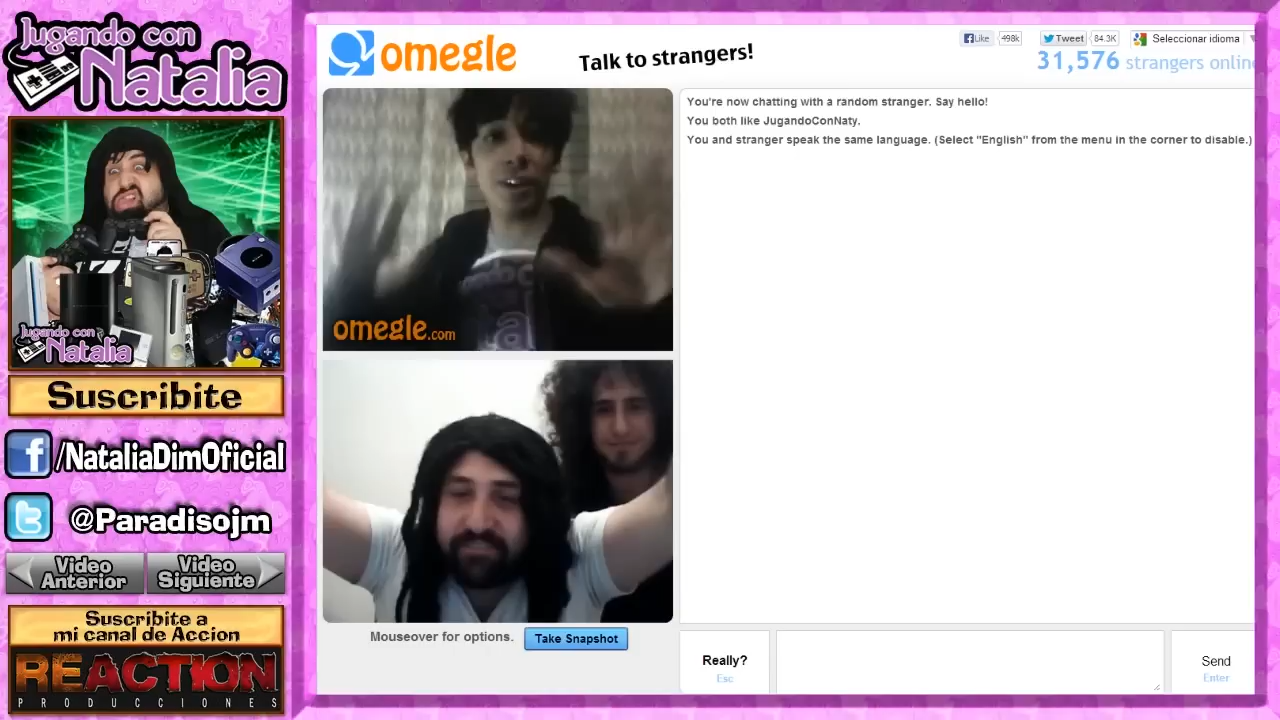 Jugando con
Natalia
Jugando con
Natalia
Suscribite
/NataliaDimOficial
@Paradisojm
Video
Anterior
Video
Siguiente
Suscribite a
mi canal de Accion
REACTION
PRODUCCIONES
omegle
Talk to strangers!
Like
498k
Tweet
84.3K
Seleccionar idioma
31,576 strangers online
omegle.com
You're now chatting with a random stranger. Say hello!
You both like JugandoConNaty.
You and stranger speak the same language. (Select "English" from the menu in the corner to disable.)
Mouseover for options.
Take Snapshot
Really?
Esc
Send
Enter